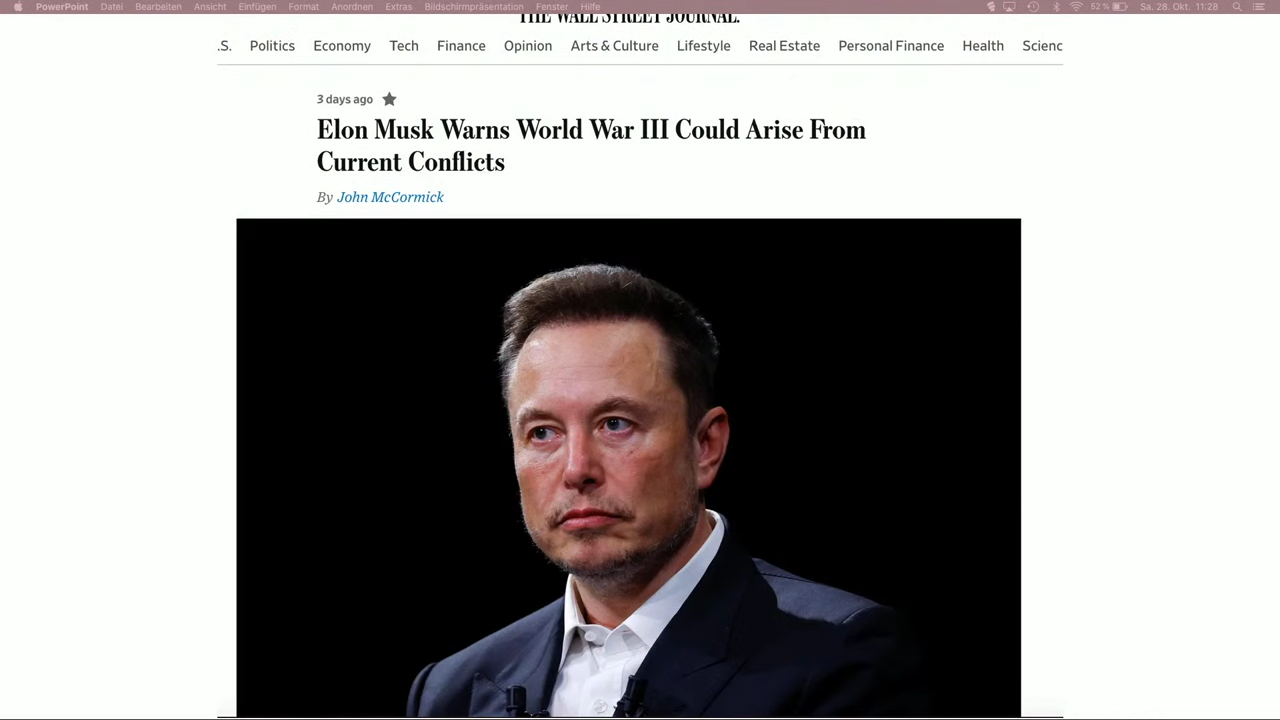 PowerPoint Datei Bearbeiten Ansicht Einfügen Format Anordnen Extras Bildschirmpräsentation Fenster Hilfe 52 % Sa. 28. Okt. 11:28
THE WALL STREET JOURNAL.
.S. Politics Economy Tech Finance Opinion Arts & Culture Lifestyle Real Estate Personal Finance Health Scienc
3 days ago
Elon Musk Warns World War III Could Arise From
Current Conflicts
By John McCormick